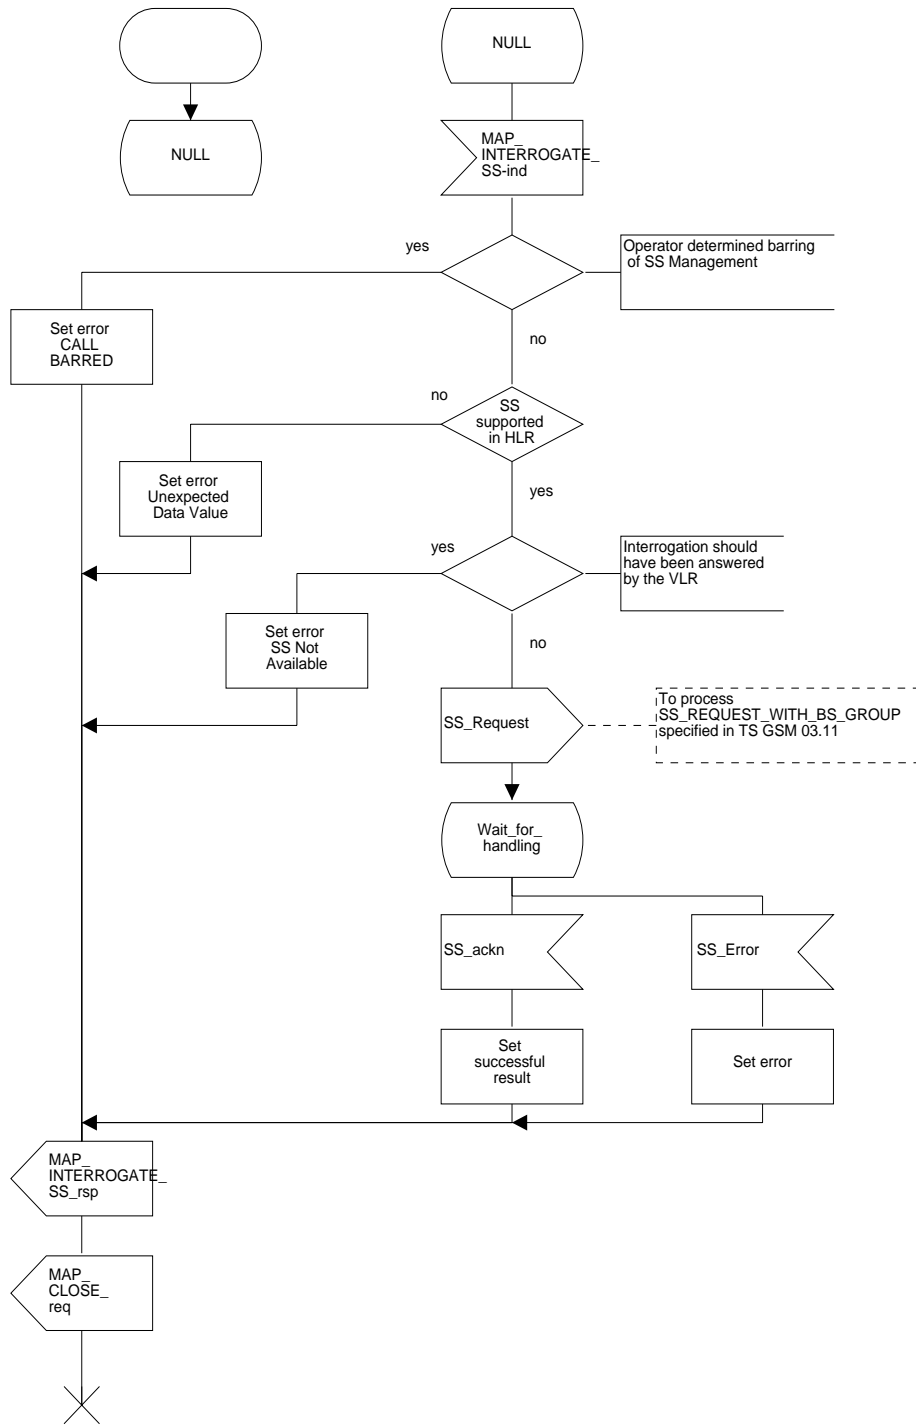 NULL
NULL
MAP_
INTERROGATE_
SS-ind
yes
Operator determined barring
of SS Management
Set error
CALL
BARRED
no
no
SS
supported
in HLR
Set error
Unexpected
Data Value
yes
yes
Interrogation should
have been answered
by the VLR
Set error
SS Not
Available
no
SS_Request
To process
SS_REQUEST_WITH_BS_GROUP
specified in TS GSM 03.11
Wait_for_
handling
SS_ackn
SS_Error
Set
successful
result
Set error
MAP_
INTERROGATE_
SS_rsp
MAP_
CLOSE_
req